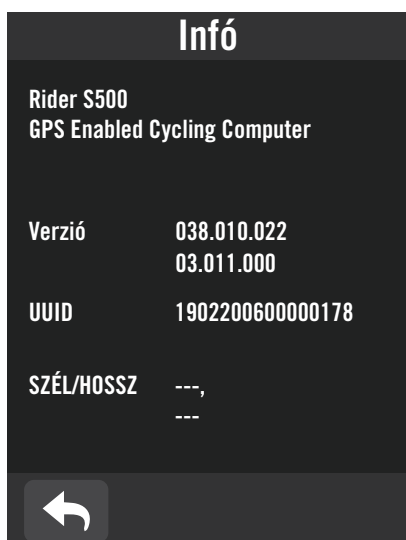 Infó
Rider S500
GPS Enabled Cycling Computer
Verzió 038.010.022
03.011.000
UUID 1902200600000178
SZÉL/HOSSZ ---,
---